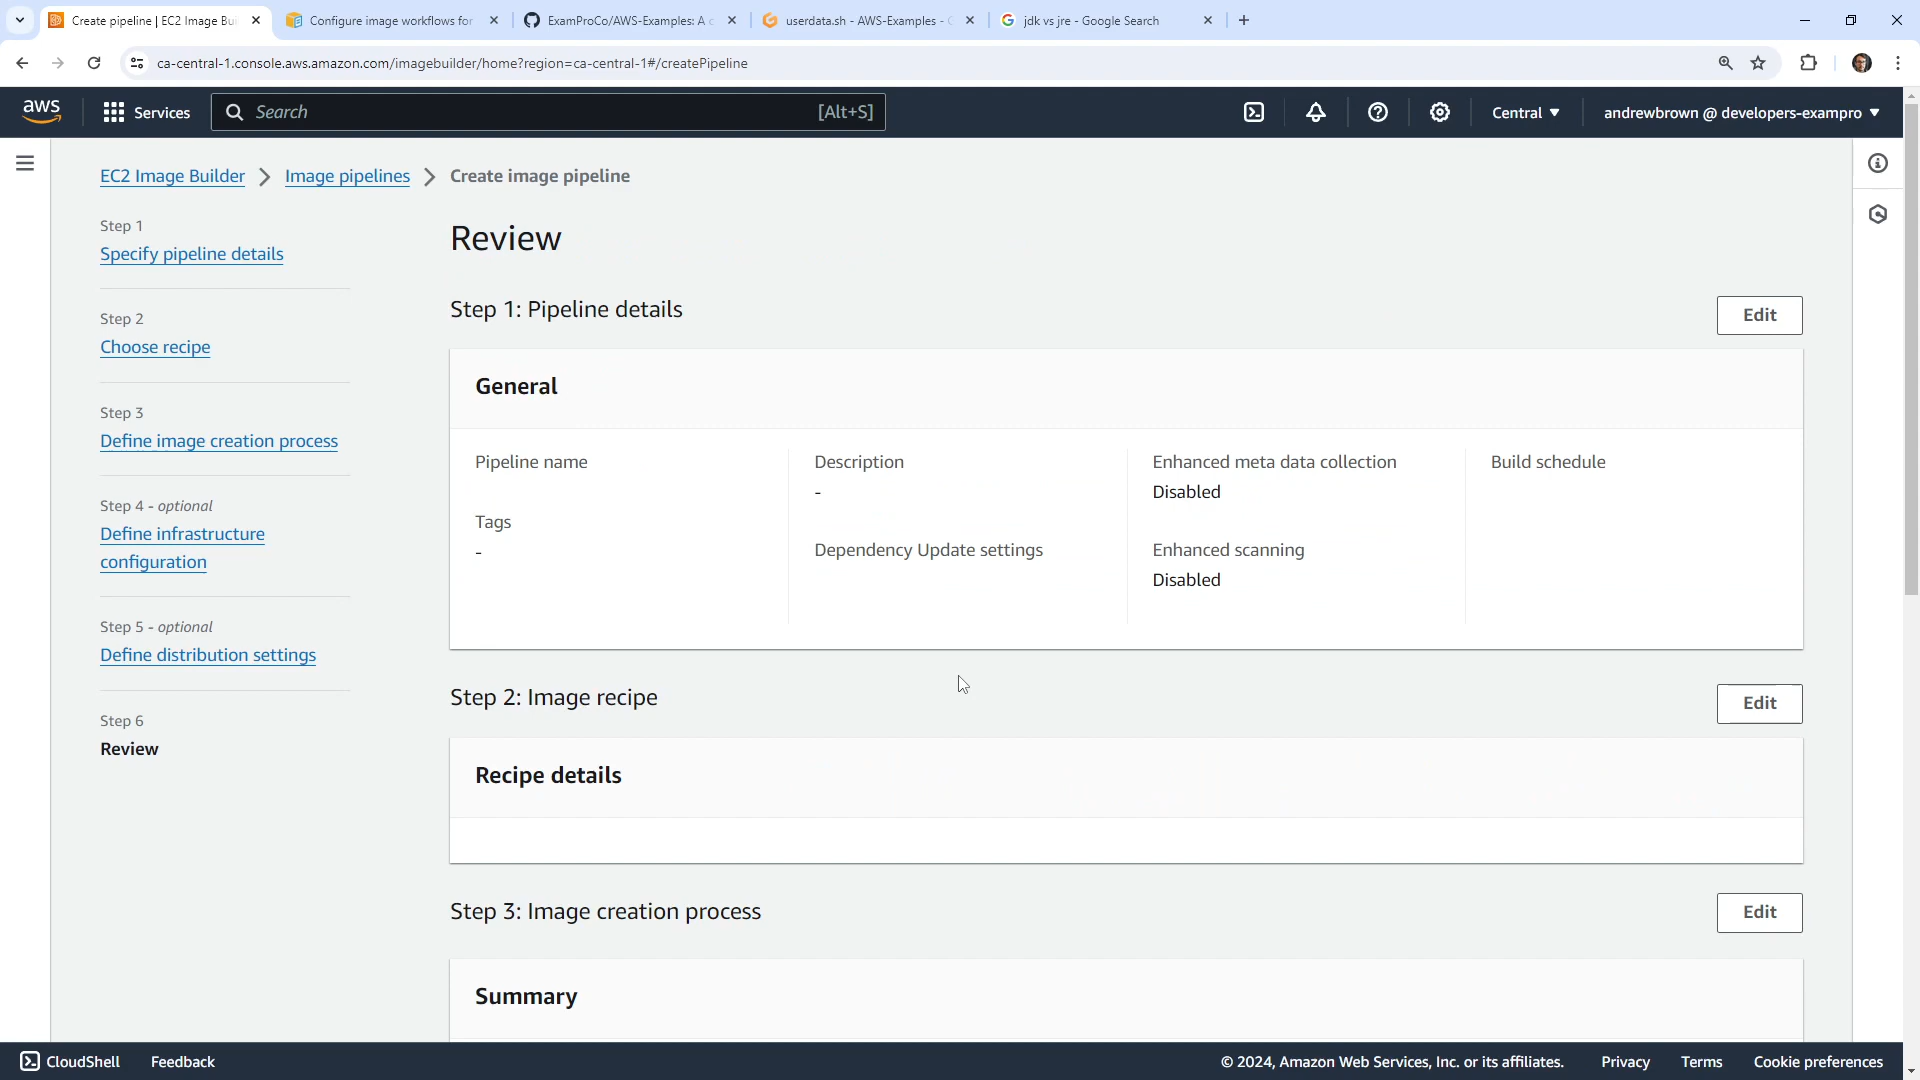 Create pipeline | EC2 Image Bu
Configure image workflows for
ExamProCo/AWS-Examples: A c
userdata.sh - AWS-Examples - G
jdk vs jre - Google Search
ca-central-1.console.aws.amazon.com/imagebuilder/home?region=ca-central-1#/createPipeline
aws
Services
Search
[Alt+S]
Central
andrewbrown @ developers-exampro
EC2 Image Builder
Image pipelines
Create image pipeline
Step 1
Specify pipeline details
Step 2
Choose recipe
Step 3
Define image creation process
Step 4 - optional
Define infrastructure
configuration
Step 5 - optional
Define distribution settings
Step 6
Review
Review
Step 1: Pipeline details
Edit
General
Pipeline name
Tags
-
Description
-
Dependency Update settings
Enhanced meta data collection
Disabled
Enhanced scanning
Disabled
Build schedule
Step 2: Image recipe
Edit
Recipe details
Step 3: Image creation process
Edit
Summary
CloudShell
Feedback
© 2024, Amazon Web Services, Inc. or its affiliates.
Privacy
Terms
Cookie preferences